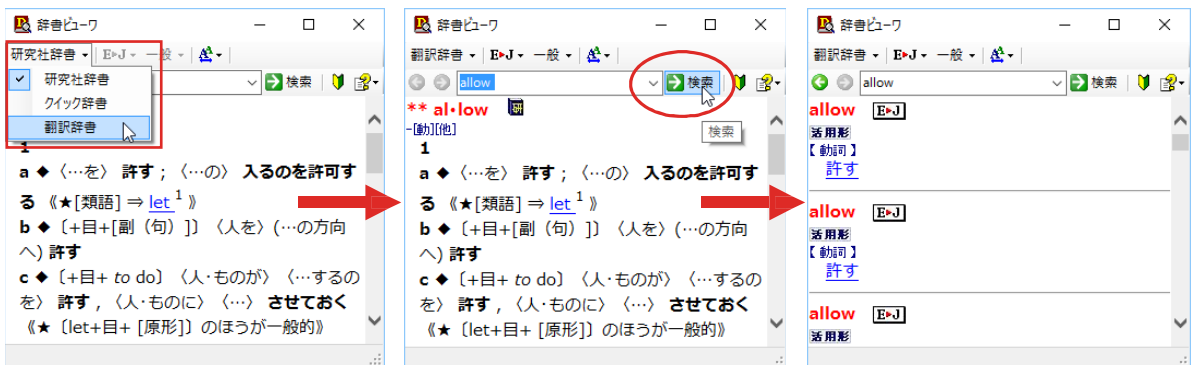 辞書ビューワ
研究社辞書 E▸J 一般 A
研究社辞書
クイック辞書
翻訳辞書
検索
1
a ◆〈…を〉 許す ; 〈…の〉 入るのを許可す
る 《★[類語] ⇒ let 1 》
b ◆〔+目+[副（句）]〕〈人を〉(…の方向
へ) 許す
c ◆〔+目+ to do〕〈人・ものが〉〈…するの
を〉 許す , 〈人・ものに〉〈…〉 させておく
《★〔let+目+ [原形]〕のほうが一般的》
辞書ビューワ
翻訳辞書 E▸J 一般 A
allow 検索
** al・low 研
検索
-[動][他]
1
a ◆〈…を〉 許す ; 〈…の〉 入るのを許可す
る 《★[類語] ⇒ let 1 》
b ◆〔+目+[副（句）]〕〈人を〉(…の方向
へ) 許す
c ◆〔+目+ to do〕〈人・ものが〉〈…するの
を〉 許す , 〈人・ものに〉〈…〉 させておく
《★〔let+目+ [原形]〕のほうが一般的》
辞書ビューワ
翻訳辞書 E▸J 一般 A
allow 検索
allow E▸J
活用形
【 動詞 】
許す
allow E▸J
活用形
【 動詞 】
許す
allow E▸J
活用形